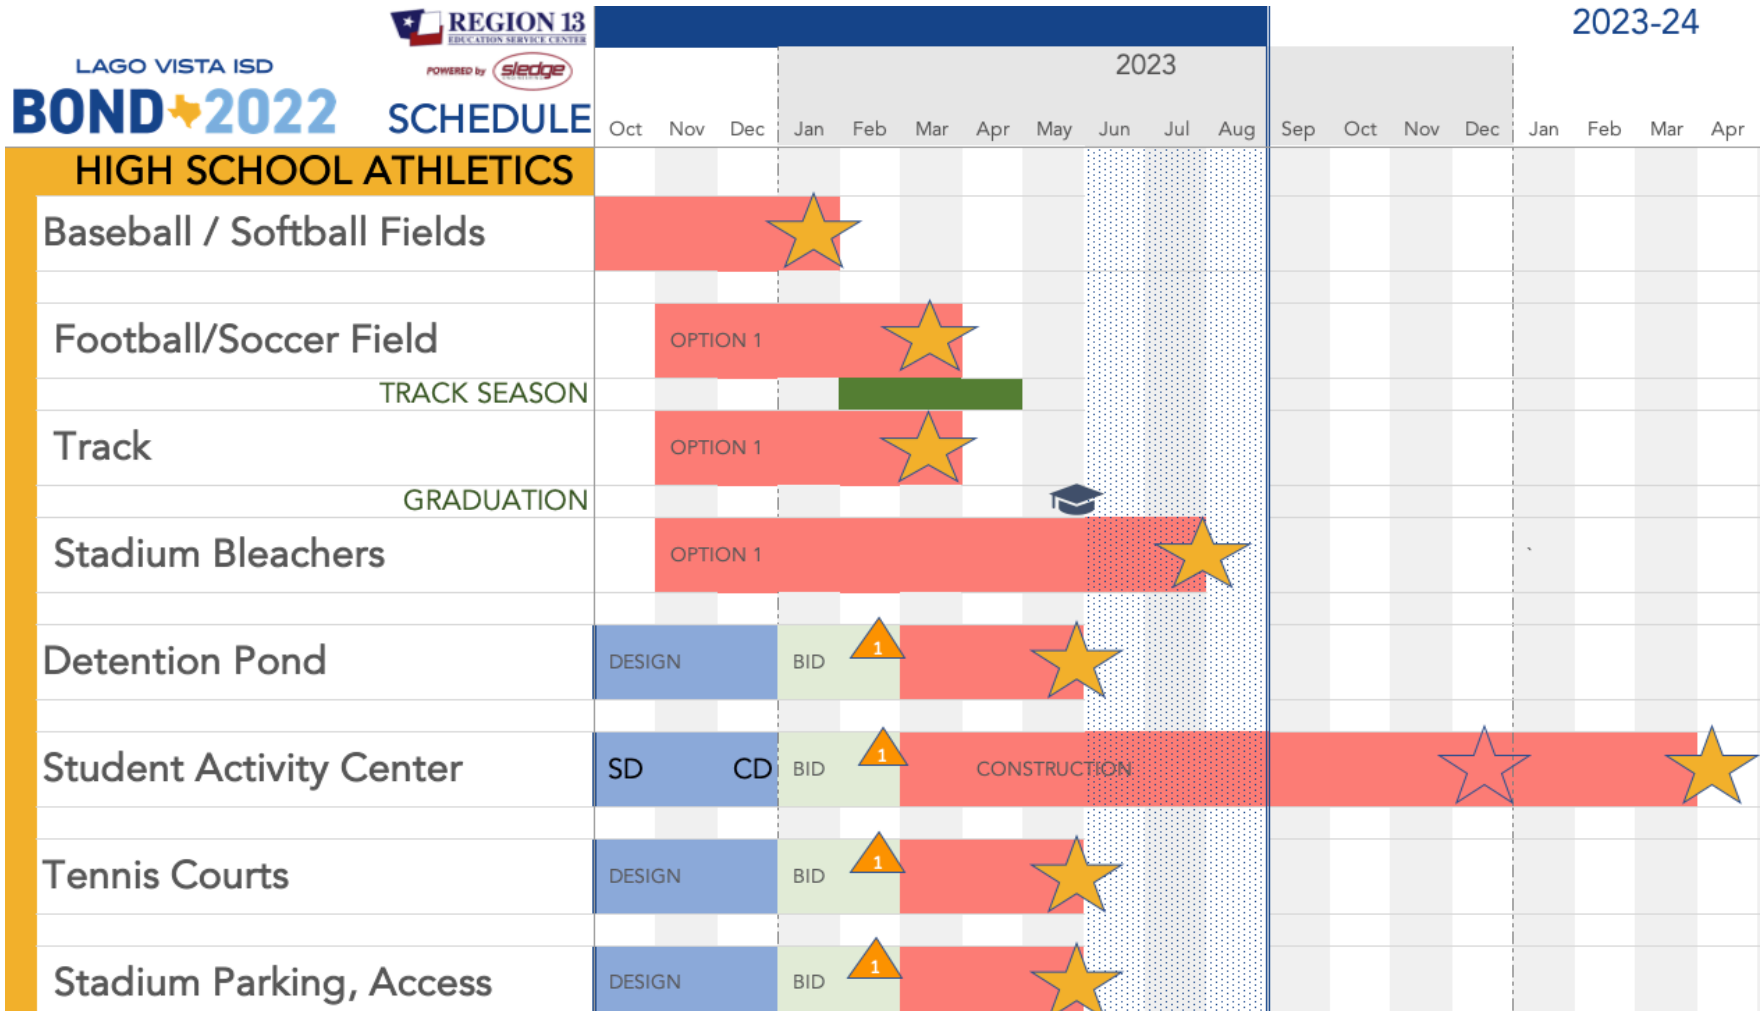 REGION 13
EDUCATION SERVICE CENTER
2023-24
LAGO VISTA ISD
POWERED by sledge
2023
BOND 2022
SCHEDULE
Oct Nov Dec Jan Feb Mar Apr May Jun Jul Aug Sep Oct Nov Dec Jan Feb Mar Apr
HIGH SCHOOL ATHLETICS
Baseball / Softball Fields
Football/Soccer Field OPTION 1
TRACK SEASON
Track OPTION 1
GRADUATION
Stadium Bleachers OPTION 1
Detention Pond DESIGN BID 1
Student Activity Center SD CD BID 1 CONSTRUCTION
Tennis Courts DESIGN BID 1
Stadium Parking, Access DESIGN BID 1